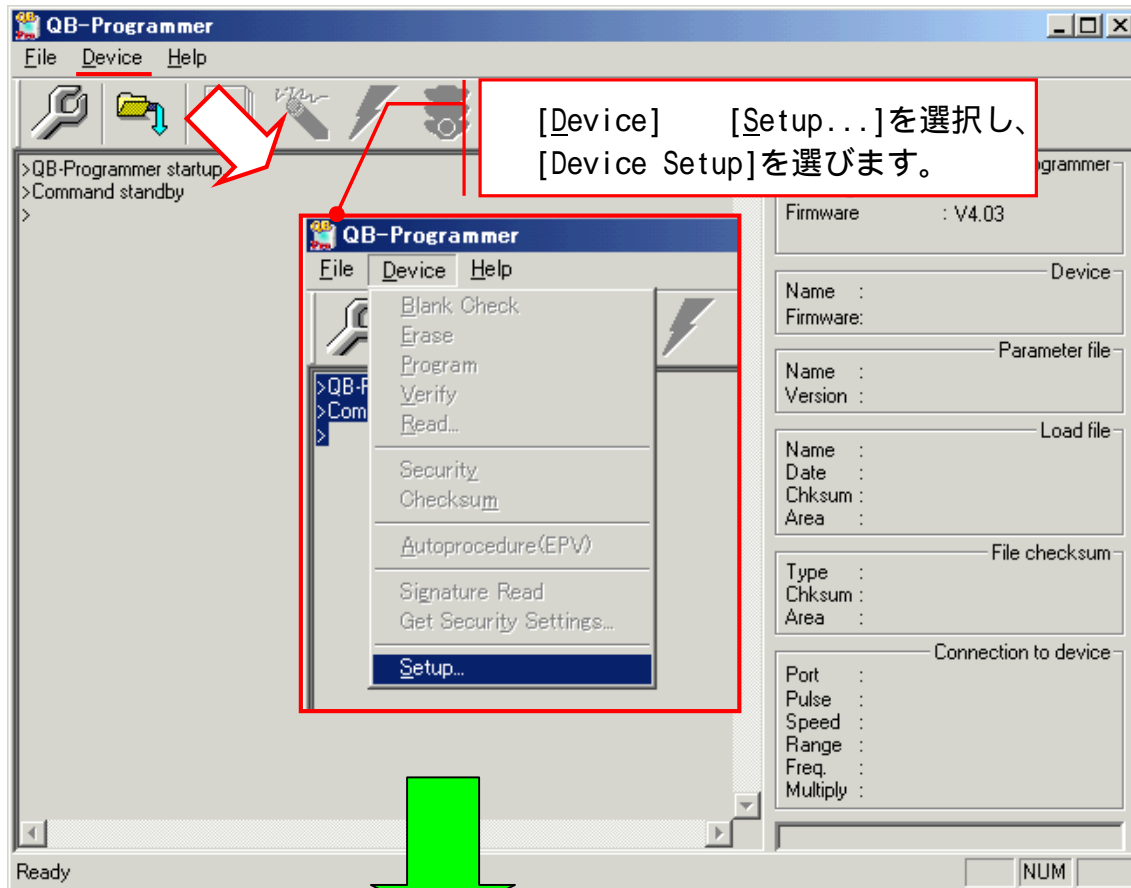 QB-Programmer
File Device Help
[Device] [Setup...]を選択し、
[Device Setup]を選びます。
>QB-Programmer startup
>Command standby
>
QB-Programmer
File Device Help
Blank Check
Erase
Program
Verify
Read...
Security
Checksum
Autoprocedure(EPV)
Signature Read
Get Security Settings...
Setup...
>QB-P
>Com
>
ogrammer
Firmware : V4.03
Device
Name :
Firmware:
Parameter file
Name :
Version :
Load file
Name :
Date :
Chksum :
Area :
File checksum
Type :
Chksum :
Area :
Connection to device
Port :
Pulse :
Speed :
Range :
Freq. :
Multiply :
Ready
NUM